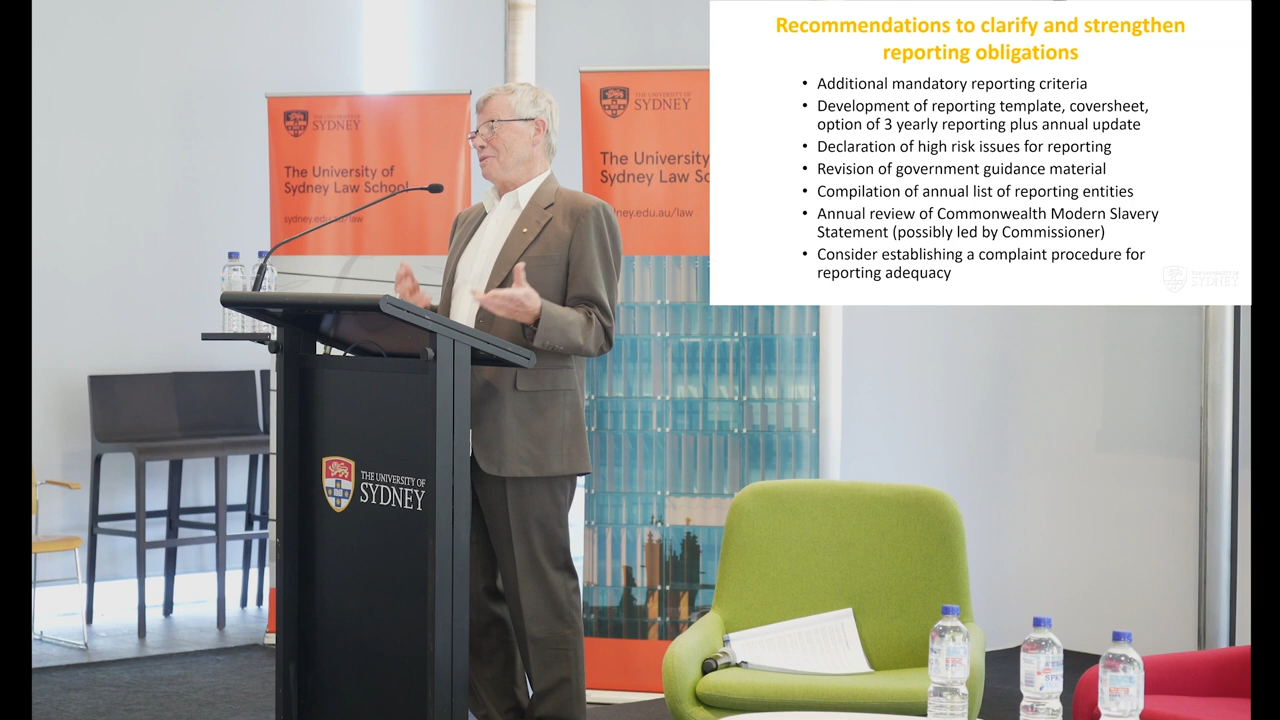 Recommendations to clarify and strengthen
reporting obligations
• Additional mandatory reporting criteria
• Development of reporting template, coversheet,
option of 3 yearly reporting plus annual update
• Declaration of high risk issues for reporting
• Revision of government guidance material
• Compilation of annual list of reporting entities
• Annual review of Commonwealth Modern Slavery
Statement (possibly led by Commissioner)
• Consider establishing a complaint procedure for
reporting adequacy
THE UNIVERSITY OF
SYDNEY
THE UNIVERSITY OF
SYDNEY
The University of
Sydney Law School
sydney.edu.au/law
THE UNIVERSITY OF
SYDNEY
The University
Sydney Law Sc
ney.edu.au/law
THE UNIVERSITY OF
SYDNEY